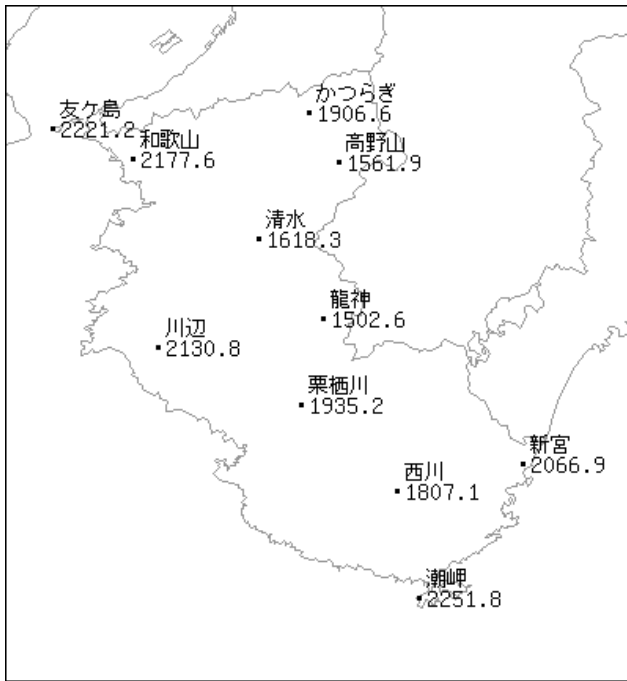 かつらぎ
1906.6
友ケ島
2221.2
和歌山
2177.6
高野山
1561.9
清水
1618.3
龍神
1502.6
川辺
2130.8
栗栖川
1935.2
新宮
2066.9
西川
1807.1
潮岬
2251.8